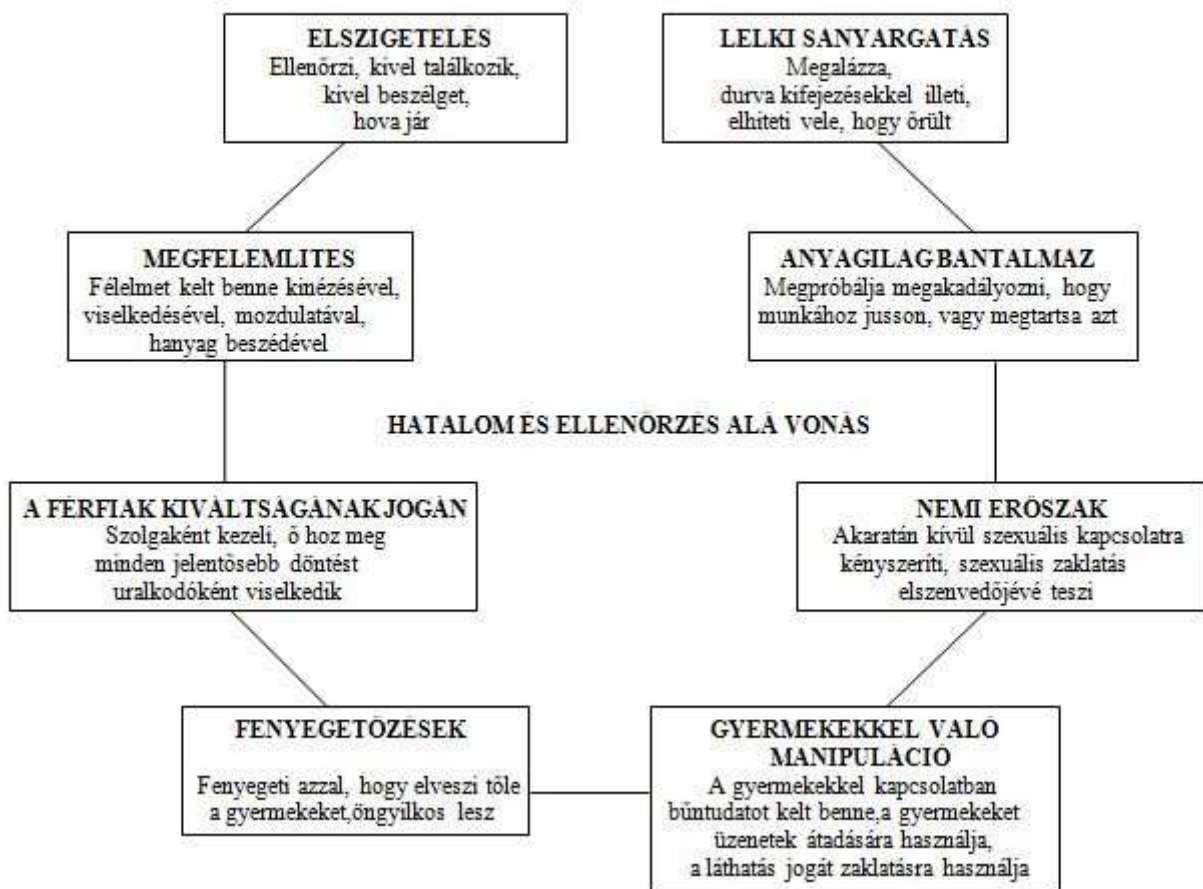 ELSZIGETELÉS
Ellenőrzi, kivel találkozik,
kivel beszélget,
hova jár
LELKI SANYARGATÁS
Megalázza,
durva kifejezésekkel illeti,
elhiteti vele, hogy őrült
MEGFELEMLITES
Félelmet kelt benne kinézésével,
viselkedésével, mozdulatával,
hanyag beszédével
ANYAGILAG BANTALMAZ
Megpróbálja megakadályozni, hogy
munkához jusson, vagy megtartsa azt
HATALOM ÉS ELLENŐRZÉS ALÁ VONÁS
A FÉRFIAK KIVÁLTSÁGÁNAK JOGÁN
Szolgaként kezeli, ő hoz meg
minden jelentősebb döntést
uralkodóként viselkedik
NEMI ERŐSZAK
Akaratán kívül szexuális kapcsolatra
kényszeríti, szexuális zaklatás
elszenvedőjévé teszi
FENYEGETŐZÉSEK
Fenyegeti azzal, hogy elveszi tőle
a gyermekeket,öngyilkos lesz
GYERMEKEKKEL VALÓ
MANIPULÁCIÓ
A gyermekekkel kapcsolatban
bűntudatot kelt benne,a gyermekeket
üzenetek átadására használja,
a láthatás jogát zaklatásra használja